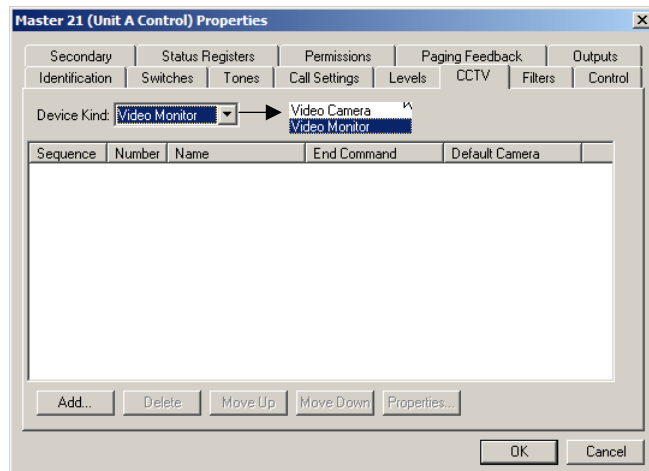 Master 21 (Unit A Control) Properties
Secondary Status Registers Permissions Paging Feedback Outputs
Identification Switches Tones Call Settings Levels CCTV Filters Control
Device Kind: Video Monitor Video Camera
Video Monitor
Sequence Number Name End Command Default Camera
Add... Delete Move Up Move Down Properties...
OK Cancel